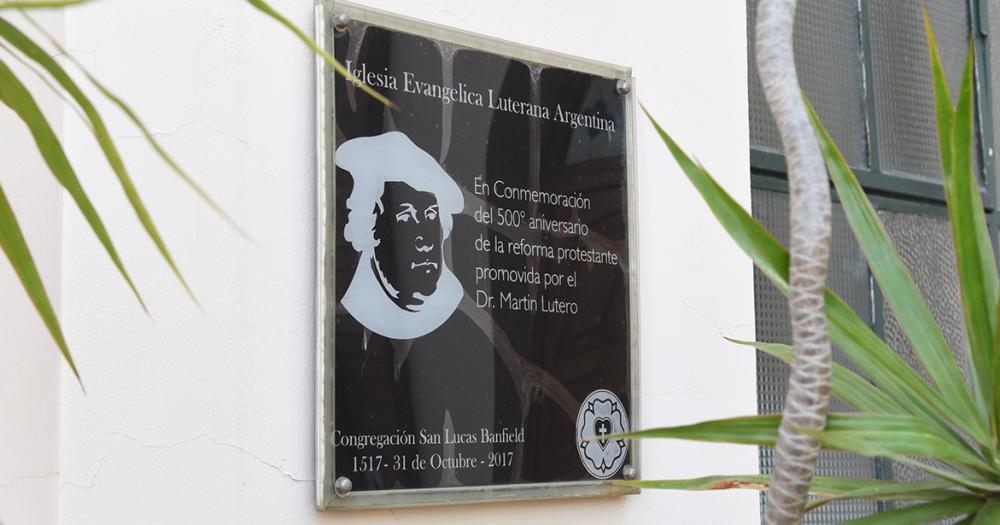 Iglesia Evangelica Luterana Argentina
En Conmemoración
del 500° aniversario
de la reforma protestante
promovida por el
Dr. Martin Lutero
Congregación San Lucas Banfield
1517- 31 de Octubre - 2017